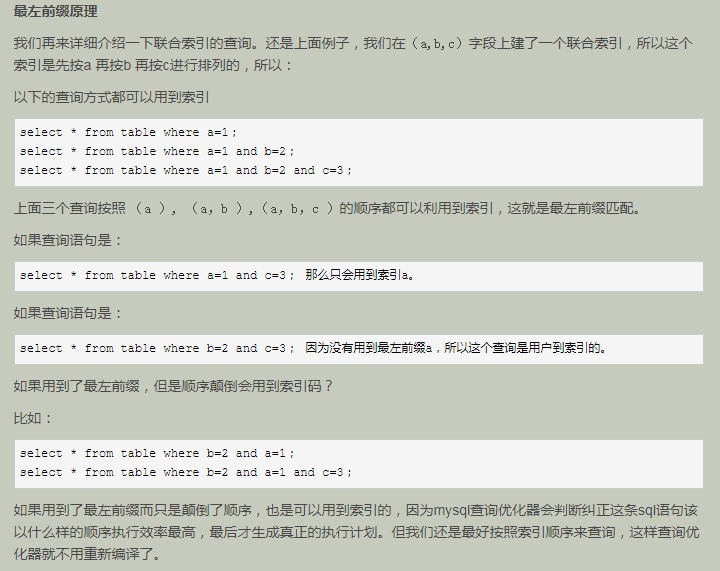 最左前缀原理
我们再来详细介绍一下联合索引的查询。还是上面例子，我们在（a,b,c）字段上建了一个联合索引，所以这个
索引是先按a 再按b 再按c进行排列的，所以：
以下的查询方式都可以用到索引
select * from table where a=1；
select * from table where a=1 and b=2；
select * from table where a=1 and b=2 and c=3；
上面三个查询按照 （a ）, （a，b ）,（a，b，c ）的顺序都可以利用到索引，这就是最左前缀匹配。
如果查询语句是：
select * from table where a=1 and c=3； 那么只会用到索引a。
如果查询语句是：
select * from table where b=2 and c=3； 因为没有用到最左前缀a，所以这个查询是用户到索引的。
如果用到了最左前缀，但是顺序颠倒会用到索引码？
比如：
select * from table where b=2 and a=1；
select * from table where b=2 and a=1 and c=3；
如果用到了最左前缀而只是颠倒了顺序，也是可以用到索引的，因为mysql查询优化器会判断纠正这条sql语句该
以什么样的顺序执行效率最高，最后才生成真正的执行计划。但我们还是最好按照索引顺序来查询，这样查询优
化器就不用重新编译了。